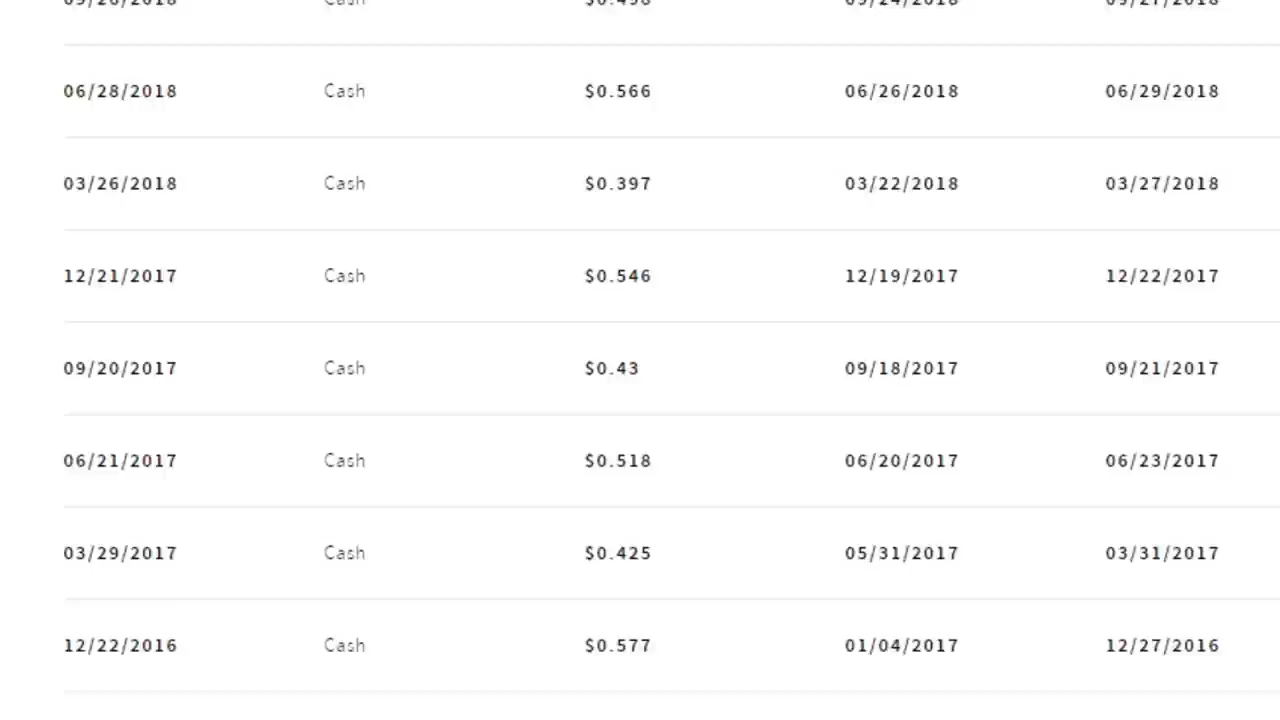 06/28/2018 Cash $0.566 06/26/2018 06/29/2018
03/26/2018 Cash $0.397 03/22/2018 03/27/2018
12/21/2017 Cash $0.546 12/19/2017 12/22/2017
09/20/2017 Cash $0.43 09/18/2017 09/21/2017
06/21/2017 Cash $0.518 06/20/2017 06/23/2017
03/29/2017 Cash $0.425 05/31/2017 03/31/2017
12/22/2016 Cash $0.577 01/04/2017 12/27/2016